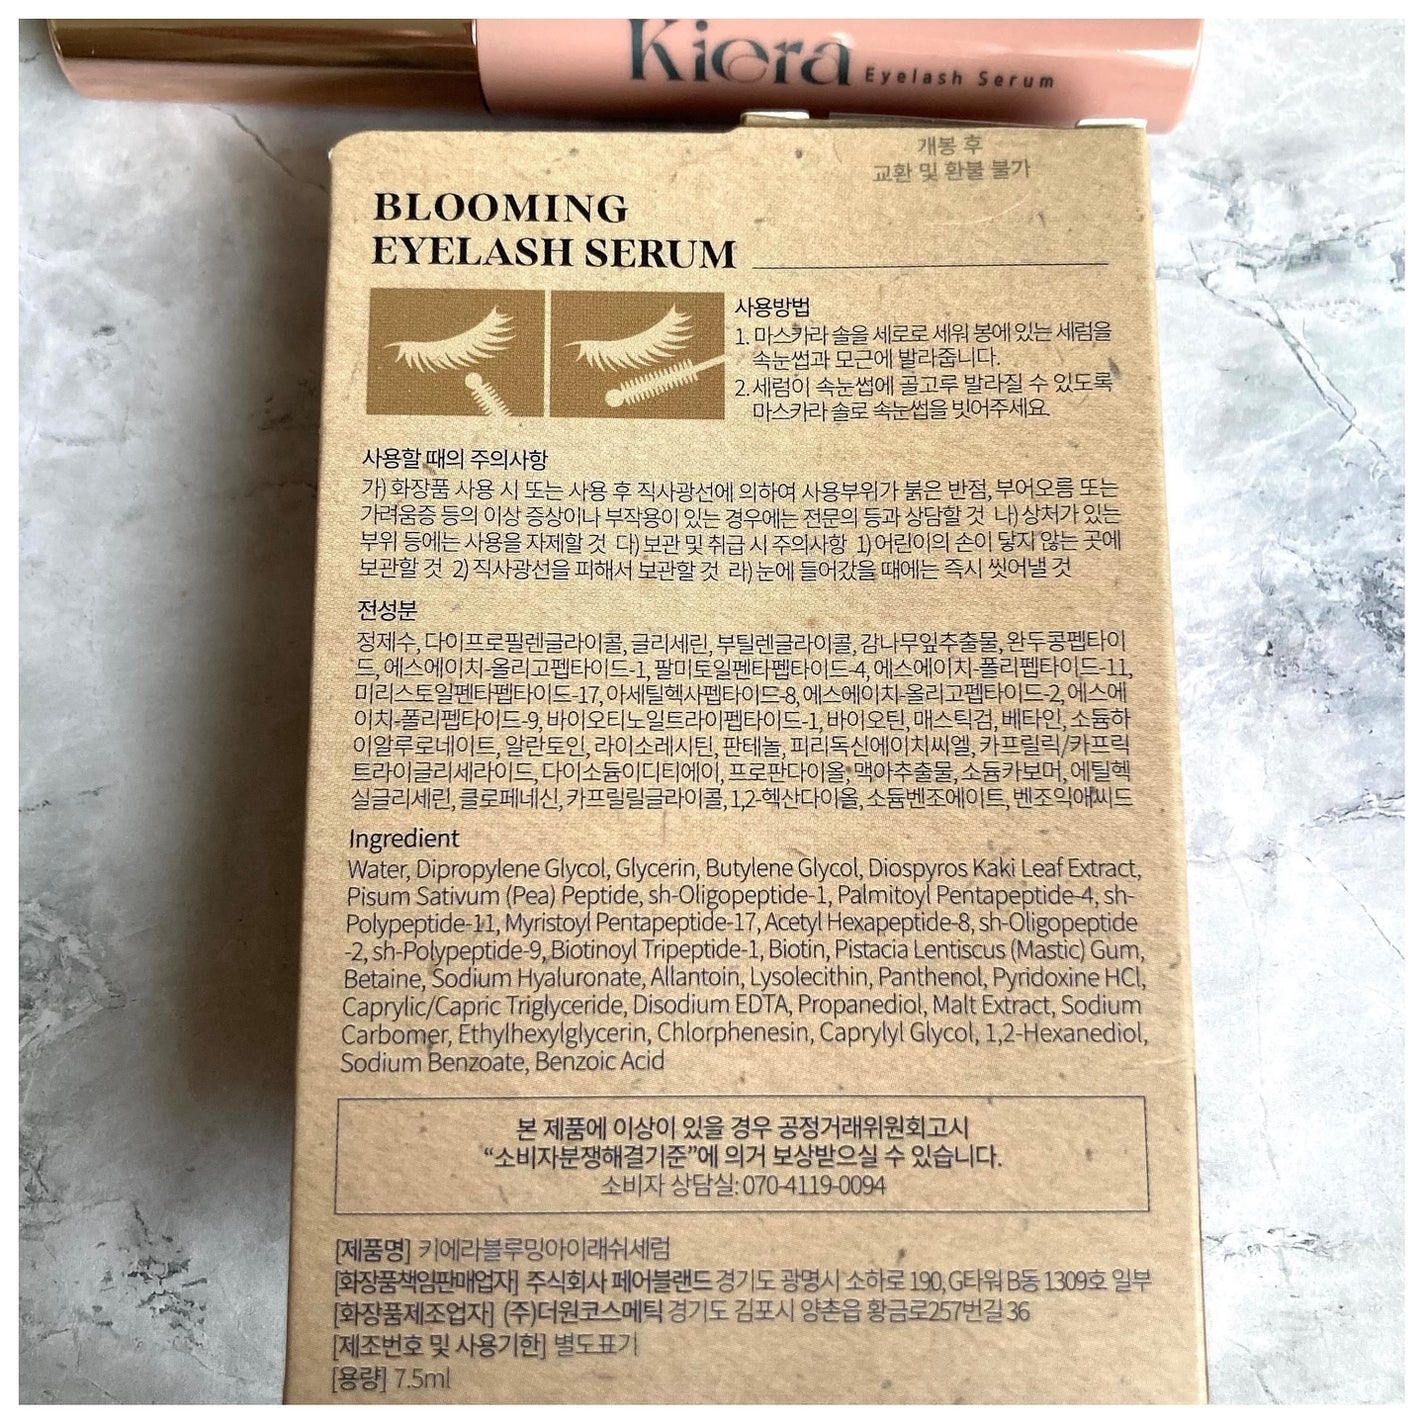 Kiera Eyelash Serum
개봉 후
교환 및 환불 불가
BLOOMING
EYELASH SERUM
사용방법
1. 마스카라 솔을 세로로 세워 봉에 있는 세럼을
속눈썹과 모근에 발라줍니다.
2. 세럼이 속눈썹에 골고루 발라질 수 있도록
마스카라 솔로 속눈썹을 빗어주세요.
사용할 때의 주의사항
가) 화장품 사용 시 또는 사용 후 직사광선에 의하여 사용부위가 붉은 반점, 부어오름 또는
가려움증 등의 이상 증상이나 부작용이 있는 경우에는 전문의 등과 상담할 것 나) 상처가 있는
부위 등에는 사용을 자제할 것 다) 보관 및 취급 시 주의사항 1) 어린이의 손이 닿지 않는 곳에
보관할 것 2) 직사광선을 피해서 보관할 것 라) 눈에 들어갔을 때에는 즉시 씻어낼 것
전성분
정제수, 다이프로필렌글라이콜, 글리세린, 부틸렌글라이콜, 감나무잎추출물, 완두콩펩타이
드, 에스에이치-올리고펩타이드-1, 팔미토일펜타펩타이드-4, 에스에이치-폴리펩타이드-11,
미리스토일펜타펩타이드-17, 아세틸헥사펩타이드-8, 에스에이치-올리고펩타이드-2, 에스에
이치-폴리펩타이드-9, 바이오티노일트라이펩타이드-1, 바이오틴, 매스틱검, 베타인, 소듐하
이알루로네이트, 알란토인, 라이소레시틴, 판테놀, 피리독신에이치씨엘, 카프릴릭/카프릭
트라이글리세라이드, 다이소듐이디티에이, 프로판다이올, 맥아추출물, 소듐카보머, 에틸헥
실글리세린, 클로페네신, 카프릴릴글라이콜, 1,2-헥산다이올, 소듐벤조에이트, 벤조익애씨드
Ingredient
Water, Dipropylene Glycol, Glycerin, Butylene Glycol, Diospyros Kaki Leaf Extract,
Pisum Sativum (Pea) Peptide, sh-Oligopeptide-1, Palmitoyl Pentapeptide-4, sh-
Polypeptide-11, Myristoyl Pentapeptide-17, Acetyl Hexapeptide-8, sh-Oligopeptide
-2, sh-Polypeptide-9, Biotinoyl Tripeptide-1, Biotin, Pistacia Lentiscus (Mastic) Gum,
Betaine, Sodium Hyaluronate, Allantoin, Lysolecithin, Panthenol, Pyridoxine HCl,
Caprylic/Capric Triglyceride, Disodium EDTA, Propanediol, Malt Extract, Sodium
Carbomer, Ethylhexylglycerin, Chlorphenesin, Caprylyl Glycol, 1,2-Hexanediol,
Sodium Benzoate, Benzoic Acid
본 제품에 이상이 있을 경우 공정거래위원회고시
“소비자분쟁해결기준”에 의거 보상받으실 수 있습니다.
소비자 상담실: 070-4119-0094
[제품명] 키에라블루밍아이래쉬세럼
[화장품책임판매업자] 주식회사 페어블랜드 경기도 광명시 소하로 190, G타워 B동 1309호 일부
[화장품제조업자] (주)더원코스메틱 경기도 김포시 양촌읍 황금로257번길 36
[제조번호 및 사용기한] 별도표기
[용량] 7.5ml